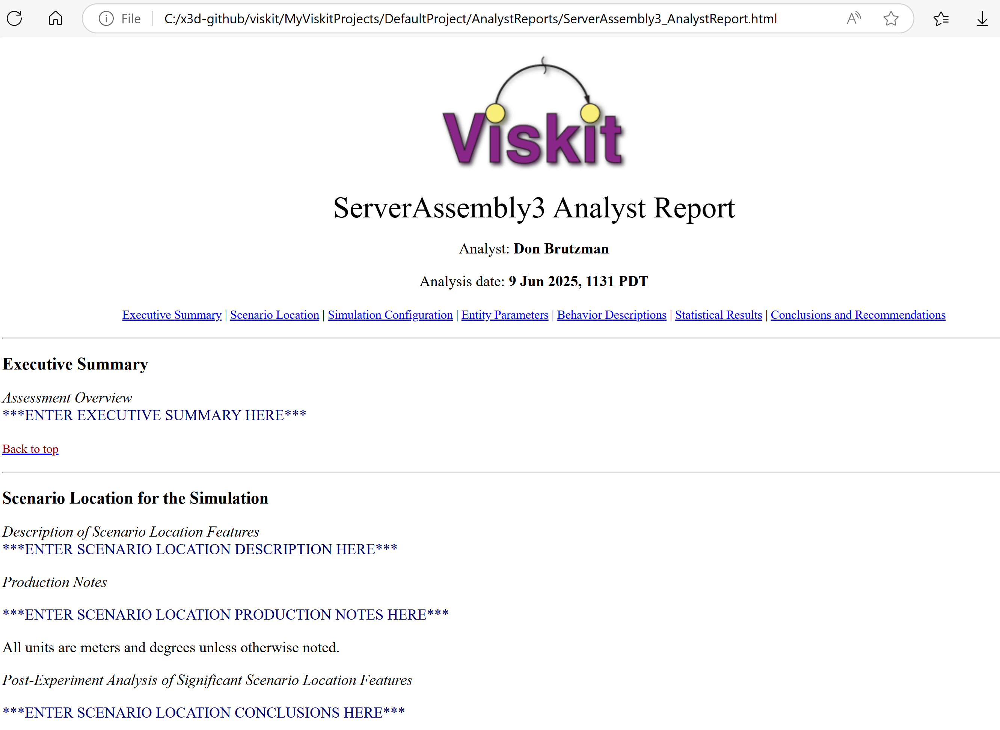 File C:/x3d-github/viskit/MyViskitProjects/DefaultProject/AnalystReports/ServerAssembly3_AnalystReport.html
Viskit
ServerAssembly3 Analyst Report
Analyst: Don Brutzman
Analysis date: 9 Jun 2025, 1131 PDT
Executive Summary | Scenario Location | Simulation Configuration | Entity Parameters | Behavior Descriptions | Statistical Results | Conclusions and Recommendations
Executive Summary
Assessment Overview
***ENTER EXECUTIVE SUMMARY HERE***
Back to top
Scenario Location for the Simulation
Description of Scenario Location Features
***ENTER SCENARIO LOCATION DESCRIPTION HERE***
Production Notes
***ENTER SCENARIO LOCATION PRODUCTION NOTES HERE***
All units are meters and degrees unless otherwise noted.
Post-Experiment Analysis of Significant Scenario Location Features
***ENTER SCENARIO LOCATION CONCLUSIONS HERE***